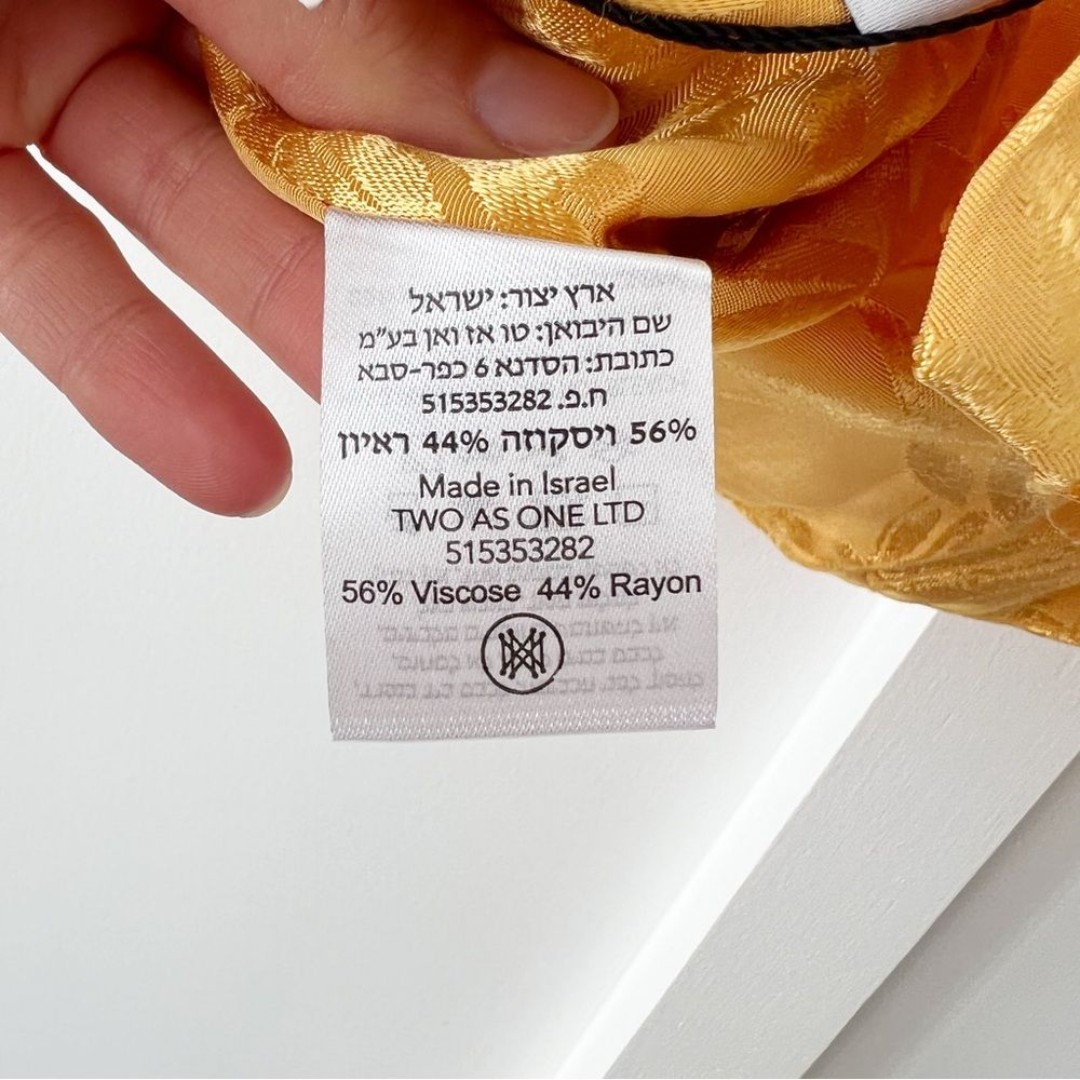 ארץ יצור: ישראל
שם היבואן: טו אז וואן בע"מ
כתובת: הסדנא 6 כפר-סבא
ח.פ. 515353282
56% ויסקוזה 44% ראיון
Made in Israel
TWO AS ONE LTD
515353282
56% Viscose 44% Rayon